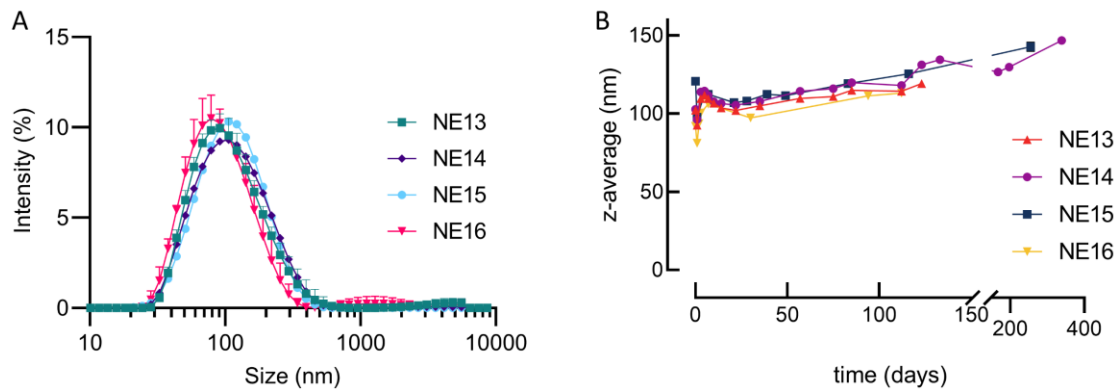 A
Intensity (%)
15
10
5
0
10
100
1000
10000
Size (nm)
NE13
NE14
NE15
NE16
B
z-average (nm)
150
100
50
0
0
50
100
150
200
400
time (days)
NE13
NE14
NE15
NE16